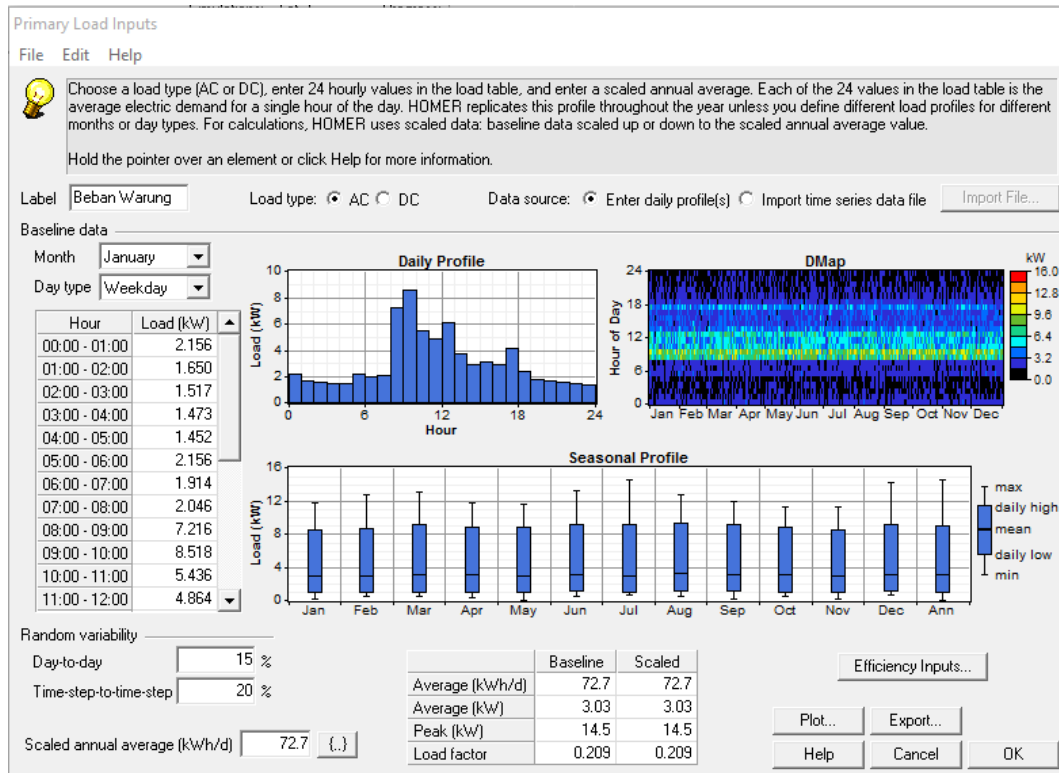 Primary Load Inputs
File Edit Help
Choose a load type (AC or DC), enter 24 hourly values in the load table, and enter a scaled annual average. Each of the 24 values in the load table is the
average electric demand for a single hour of the day. HOMER replicates this profile throughout the year unless you define different load profiles for different
months or day types. For calculations, HOMER uses scaled data: baseline data scaled up or down to the scaled annual average value.
Hold the pointer over an element or click Help for more information.
Label Beban Warung Load type: AC DC Data source: Enter daily profile(s) Import time series data file Import File...
Baseline data
Month January
Day type Weekday
Hour Load (kW)
00:00 - 01:00 2.156
01:00 - 02:00 1.650
02:00 - 03:00 1.517
03:00 - 04:00 1.473
04:00 - 05:00 1.452
05:00 - 06:00 2.156
06:00 - 07:00 1.914
07:00 - 08:00 2.046
08:00 - 09:00 7.216
09:00 - 10:00 8.518
10:00 - 11:00 5.436
11:00 - 12:00 4.864
Daily Profile
Load (kW)
10
8
6
4
2
0
0 6 12 18 24
Hour
DMap
Hour of Day
24
18
12
6
0
Jan Feb Mar Apr May Jun Jul Aug Sep Oct Nov Dec
kW
16.0
12.8
9.6
6.4
3.2
0.0
Seasonal Profile
Load (kW)
16
12
8
4
0
Jan Feb Mar Apr May Jun Jul Aug Sep Oct Nov Dec Ann
max
daily high
mean
daily low
min
Random variability
Day-to-day 15 %
Time-step-to-time-step 20 %
Scaled annual average (kWh/d) 72.7 {..}
Baseline Scaled
Average (kWh/d) 72.7 72.7
Average (kW) 3.03 3.03
Peak (kW) 14.5 14.5
Load factor 0.209 0.209
Efficiency Inputs...
Plot... Export...
Help Cancel OK